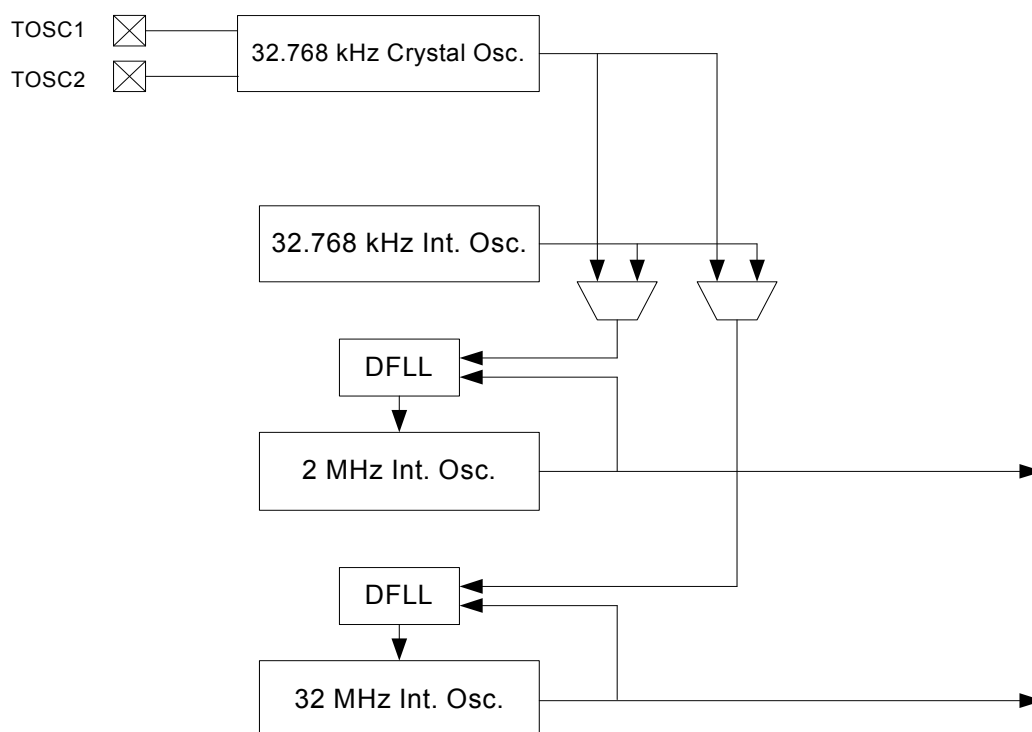 TOSC1
TOSC2
32.768 kHz Crystal Osc.
32.768 kHz Int. Osc.
DFLL
2 MHz Int. Osc.
DFLL
32 MHz Int. Osc.